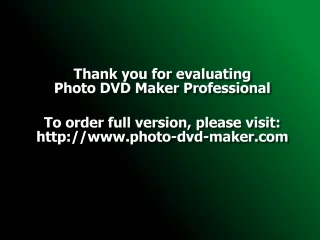 Thank you for evaluating
Photo DVD Maker Professional
To order full version, please visit:
http://www.photo-dvd-maker.com